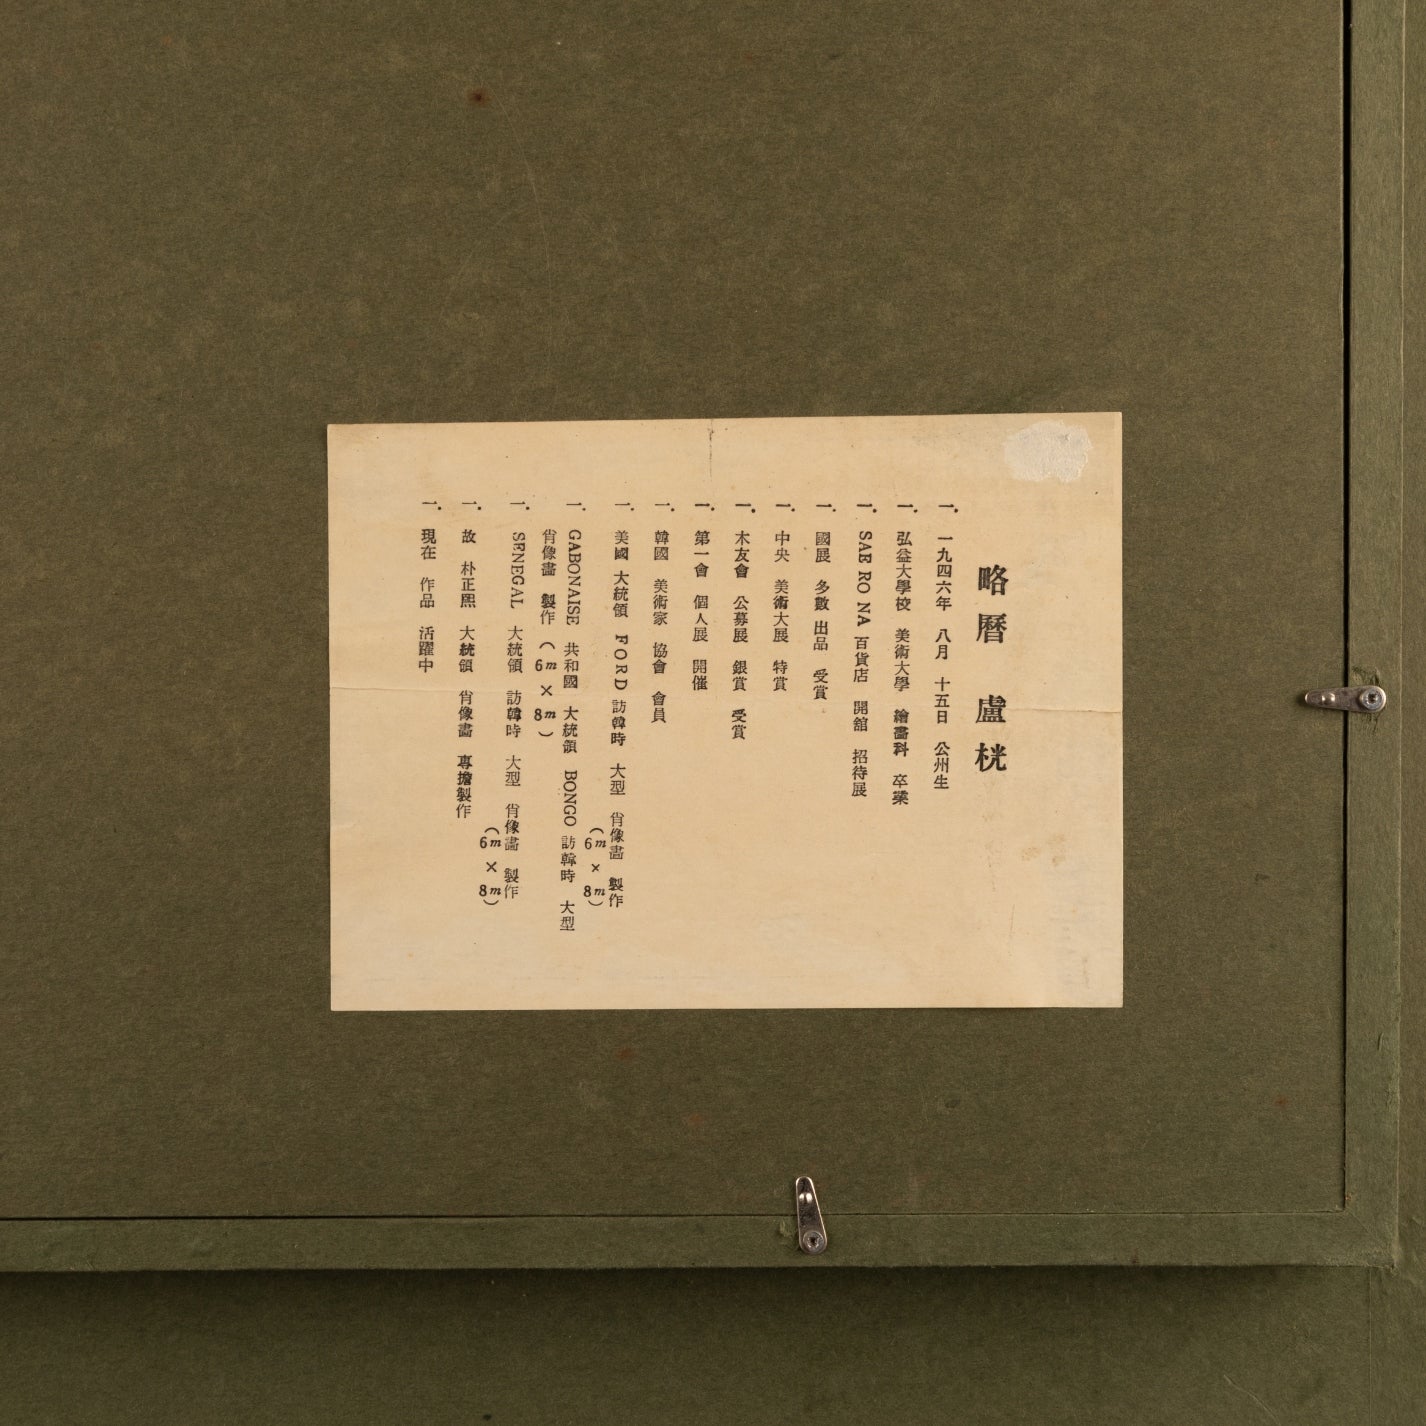 略曆 盧桄
一. 一九四六年 八月 十五日 公州生
一. 弘益大學校 美術大學 繪畵科 卒業
一. SAE RO NA 百貨店 開舘 招待展
一. 國展 多數 出品 受賞
一. 中央 美術大展 特賞
一. 木友會 公募展 銀賞 受賞
一. 第一會 個人展 開催
一. 韓國 美術家 協會 會員
一. 美國 大統領 FORD 訪韓時 大型 肖像畵 製作
(6m × 8m)
一. GABONAISE 共和國 大統領 BONGO 訪韓時 大型
肖像畵 製作 (6m × 8m)
一. SENEGAL 大統領 訪韓時 大型 肖像畵 製作
(6m × 8m)
一. 故 朴正熙 大統領 肖像畵 專擔製作
一. 現在 作品 活躍中